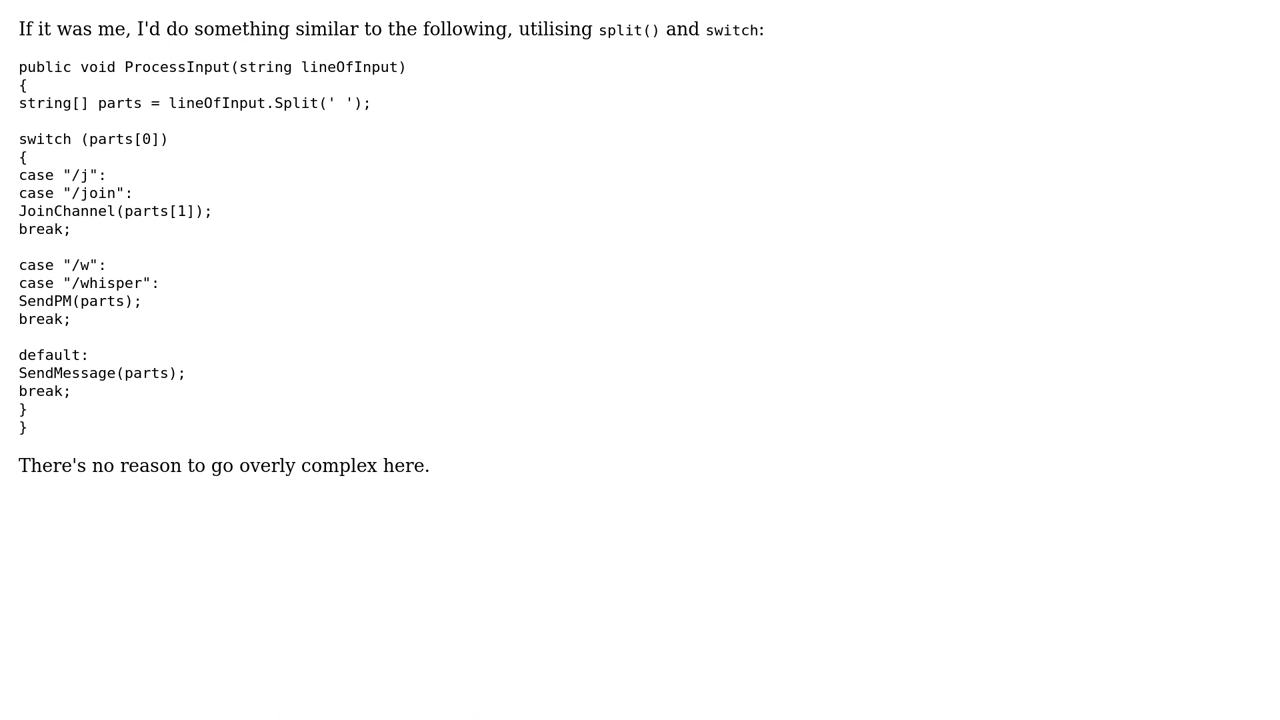 If it was me, I'd do something similar to the following, utilising split() and switch:
public void ProcessInput(string lineOfInput)
{
string[] parts = lineOfInput.Split(' ');
switch (parts[0])
{
case "/j":
case "/join":
JoinChannel(parts[1]);
break;
case "/w":
case "/whisper":
SendPM(parts);
break;
default:
SendMessage(parts);
break;
}
}
There's no reason to go overly complex here.